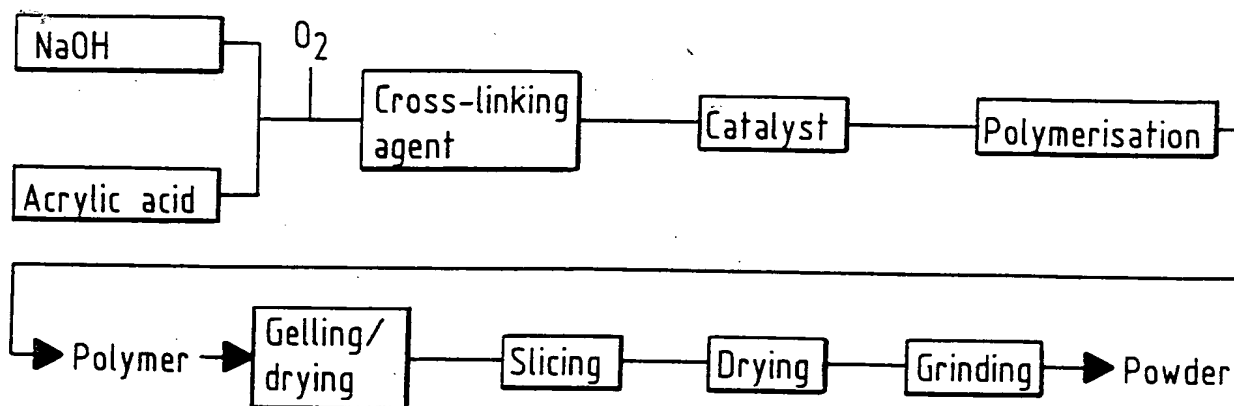 NaOH
O2
Cross-linking
agent
Catalyst
Polymerisation
Acrylic acid
Polymer
Gelling/
drying
Slicing
Drying
Grinding
Powder